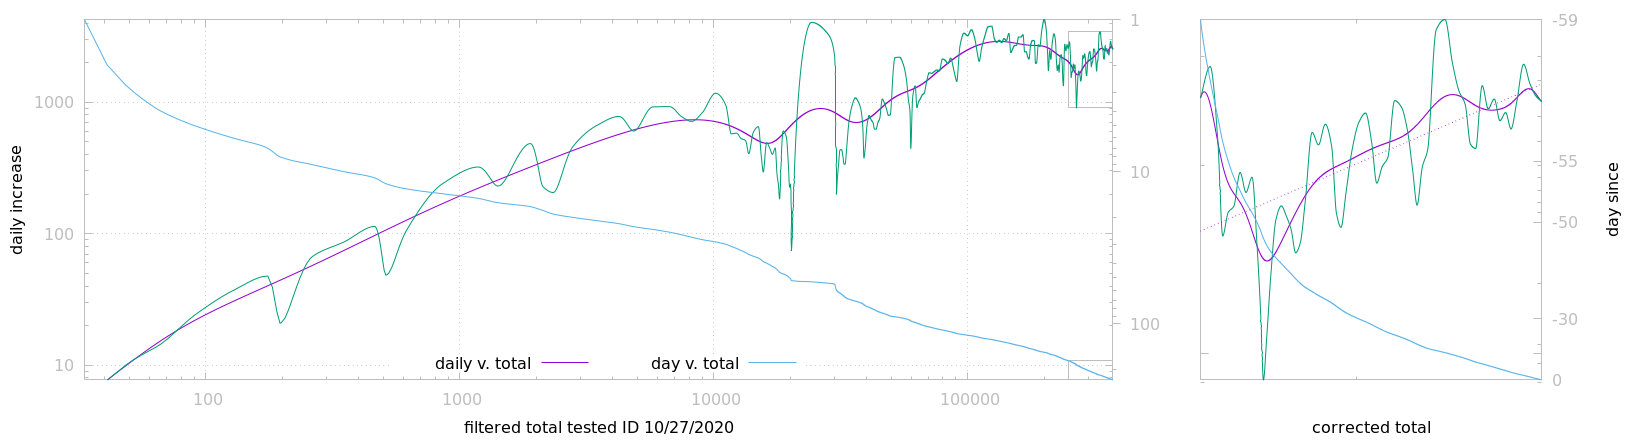 daily increase
1000
100
10
100
1000
10000
100000
filtered total tested ID 10/27/2020
daily v. total
day v. total
1
10
100
-59
-55
-50
-30
0
day since
corrected total